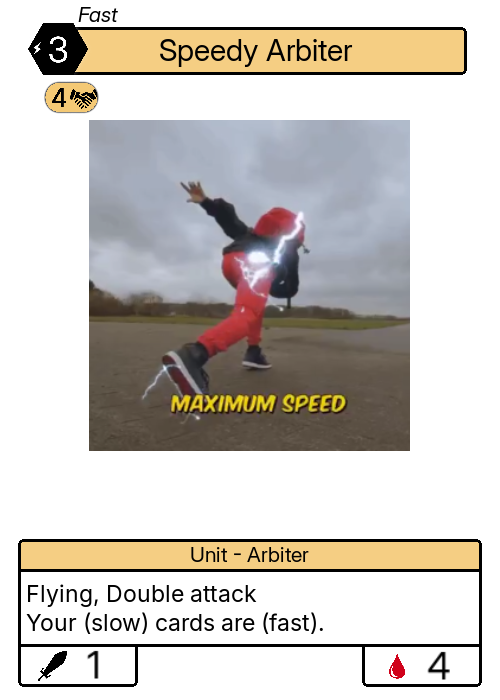 Fast
3
Speedy Arbiter
4
MAXIMUM SPEED
Unit - Arbiter
Flying, Double attack
Your (slow) cards are (fast).
1
4